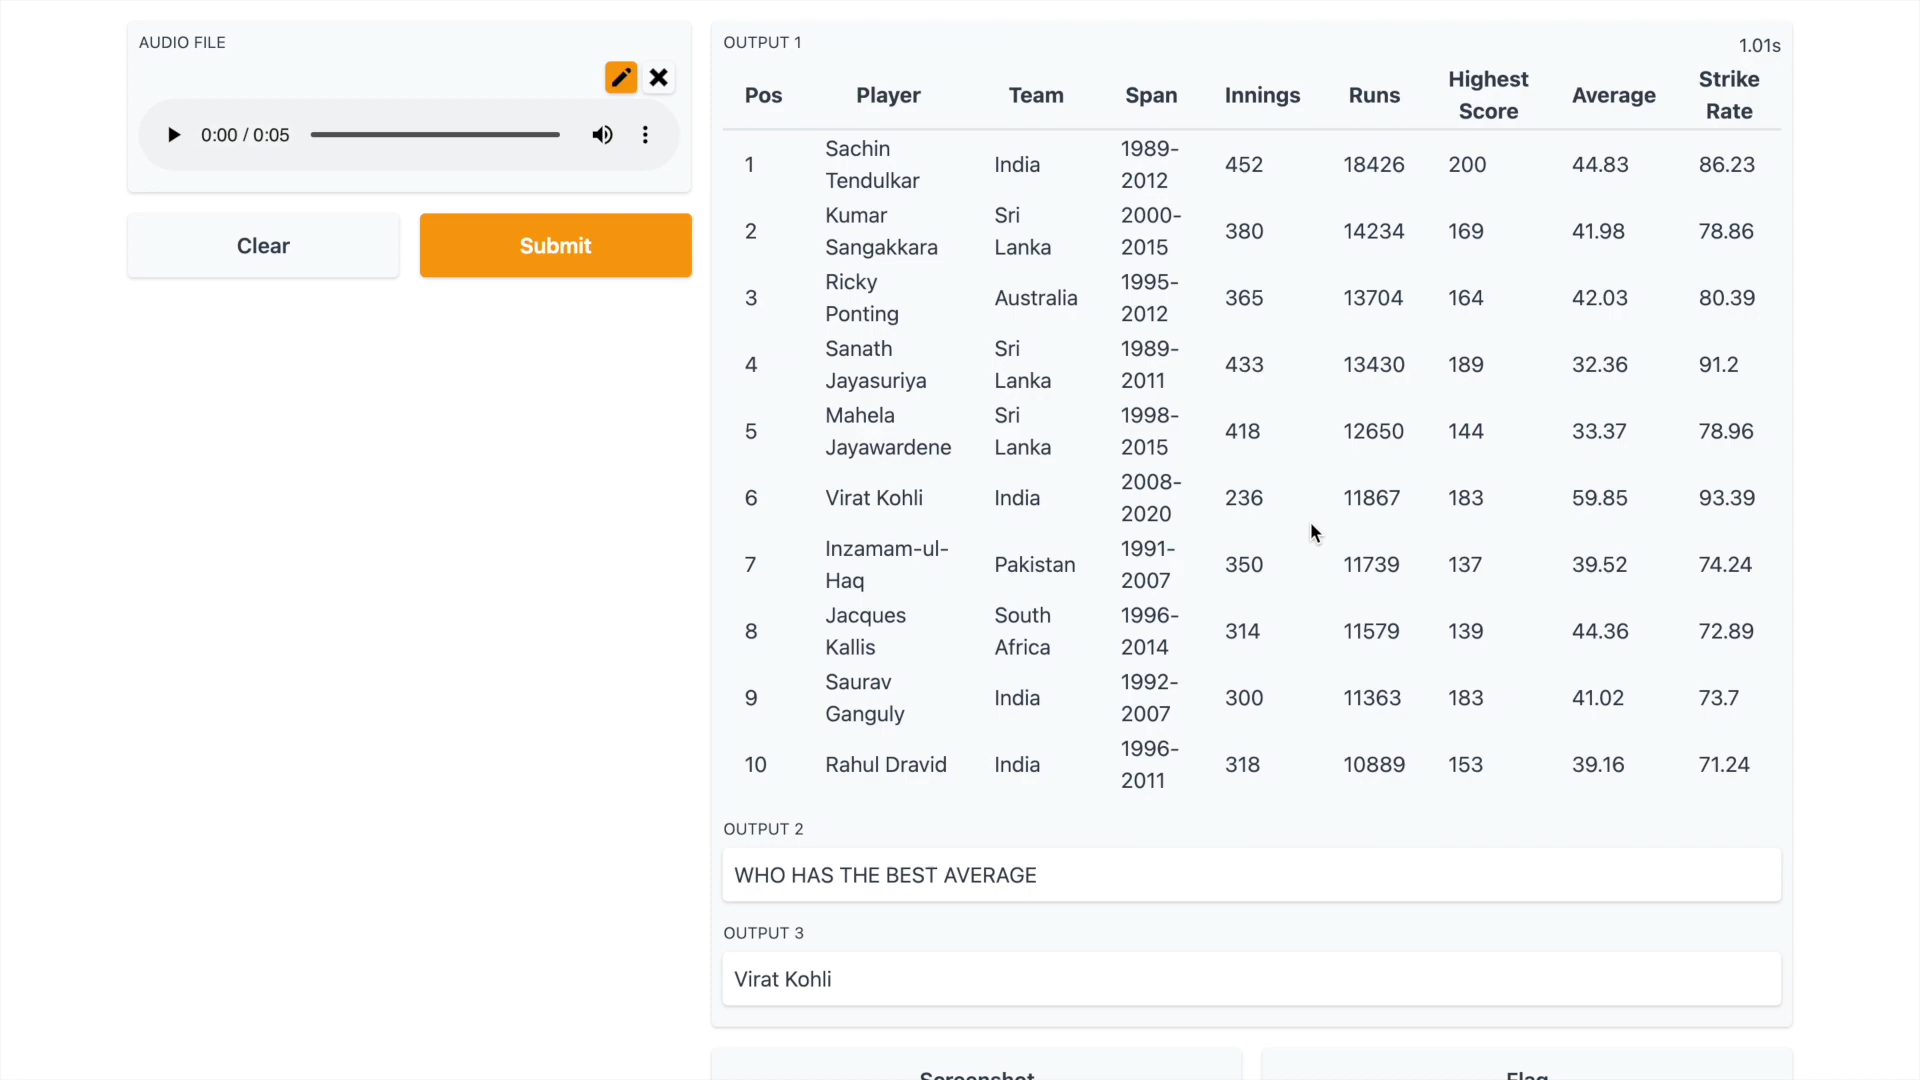 AUDIO FILE
0:00 / 0:05
Clear
Submit
OUTPUT 1
1.01s
Pos Player Team Span Innings Runs Highest Score Average Strike Rate
1 Sachin Tendulkar India 1989-2012 452 18426 200 44.83 86.23
2 Kumar Sangakkara Sri Lanka 2000-2015 380 14234 169 41.98 78.86
3 Ricky Ponting Australia 1995-2012 365 13704 164 42.03 80.39
4 Sanath Jayasuriya Sri Lanka 1989-2011 433 13430 189 32.36 91.2
5 Mahela Jayawardene Sri Lanka 1998-2015 418 12650 144 33.37 78.96
6 Virat Kohli India 2008-2020 236 11867 183 59.85 93.39
7 Inzamam-ul-Haq Pakistan 1991-2007 350 11739 137 39.52 74.24
8 Jacques Kallis South Africa 1996-2014 314 11579 139 44.36 72.89
9 Saurav Ganguly India 1992-2007 300 11363 183 41.02 73.7
10 Rahul Dravid India 1996-2011 318 10889 153 39.16 71.24
OUTPUT 2
WHO HAS THE BEST AVERAGE
OUTPUT 3
Virat Kohli
Screenshot
Flag